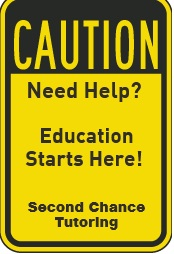 CAUTION
Need Help?
Education
Starts Here!
Second Chance
Tutoring